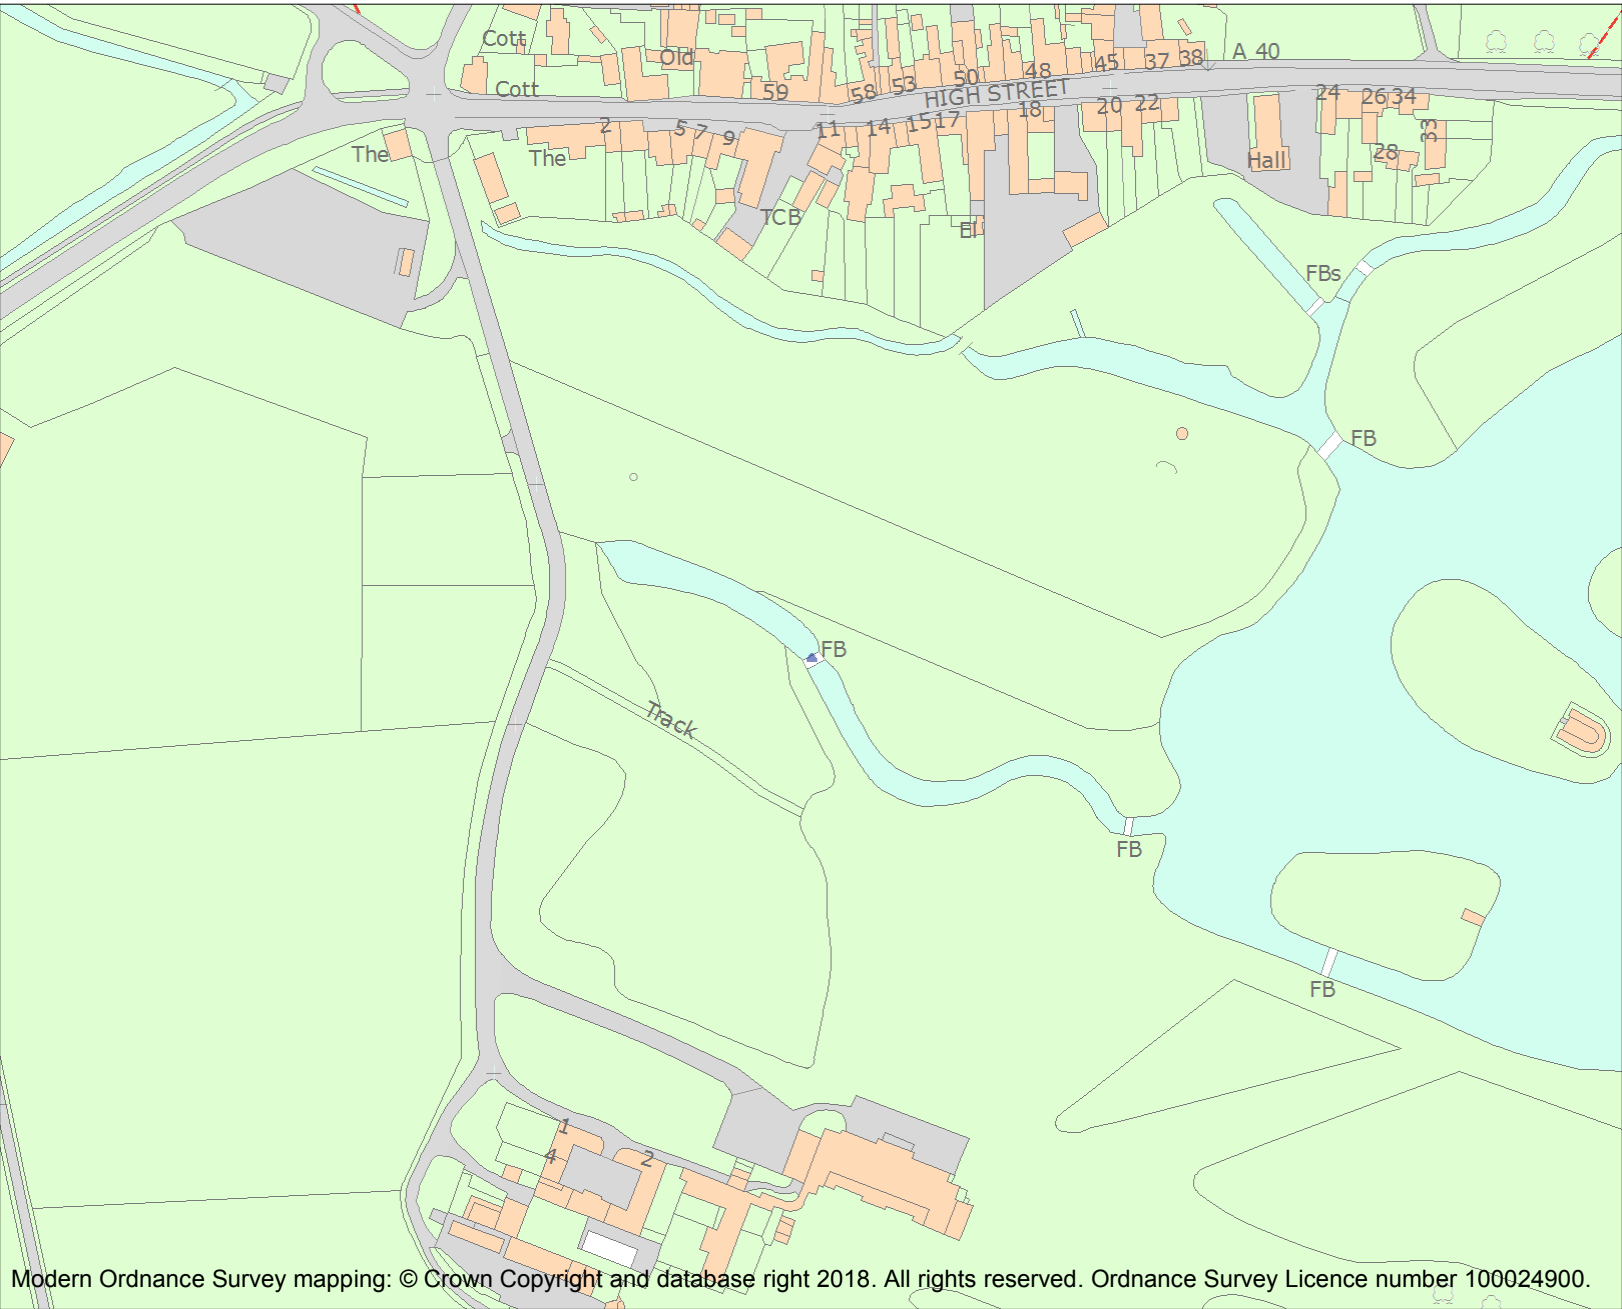 Cott
Old
Cott
59
58
53
50
48
45
37
38
A 40
HIGH STREET
2
5
7
9
11
14
15
17
18
20
22
24
26
34
33
28
Hall
The
The
TCB
El
FBs
FB
FB
Track
FB
FB
1
4
2
Modern Ordnance Survey mapping: © Crown Copyright and database right 2018. All rights reserved. Ordnance Survey Licence number 100024900.